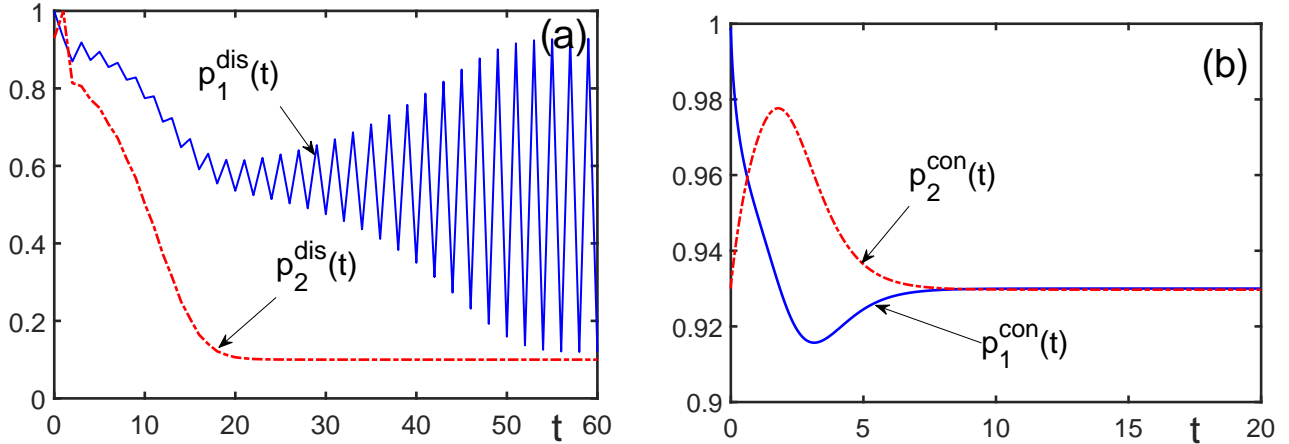 (a)
1
0.8
0.6
0.4
0.2
0
p₁ᵈⁱˢ(t)
p₂ᵈⁱˢ(t)
0 10 20 30 40 50 60
t
(b)
1
0.98
0.96
0.94
0.92
0.9
p₂ᶜᵒⁿ(t)
p₁ᶜᵒⁿ(t)
0 5 10 15 20
t